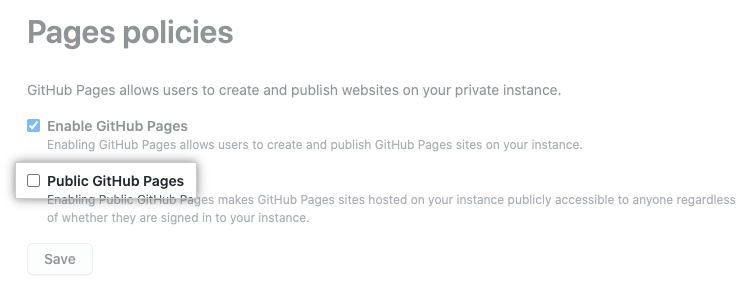 Pages policies
GitHub Pages allows users to create and publish websites on your private instance.
Enable GitHub Pages
Enabling GitHub Pages allows users to create and publish GitHub Pages sites on your instance.
Public GitHub Pages
Enabling Public GitHub Pages makes GitHub Pages sites hosted on your instance publicly accessible to anyone regardless
of whether they are signed in to your instance.
Save